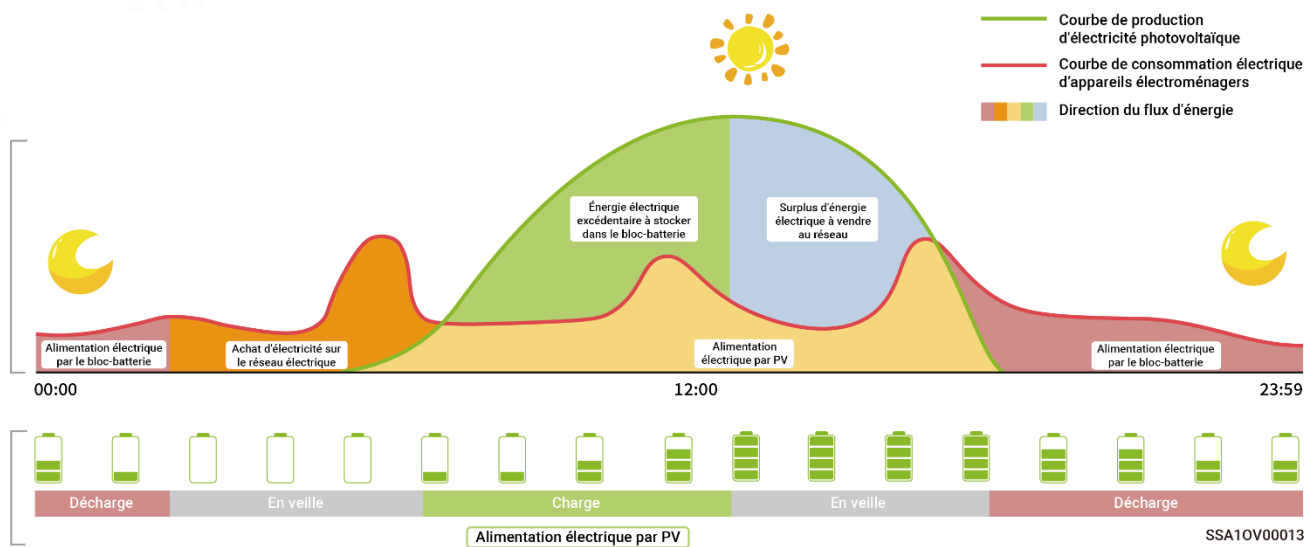 Courbe de production
d'électricité photovoltaïque
Courbe de consommation électrique
d'appareils électroménagers
Direction du flux d'énergie
Énergie électrique
excédentaire à stocker
dans le bloc-batterie
Surplus d'énergie
électrique à vendre
au réseau
Alimentation électrique
par le bloc-batterie
Achat d'électricité sur
le réseau électrique
Alimentation
électrique par PV
Alimentation électrique
par le bloc-batterie
00:00
12:00
23:59
Décharge
En veille
Charge
En veille
Décharge
Alimentation électrique par PV
SSA1OV00013